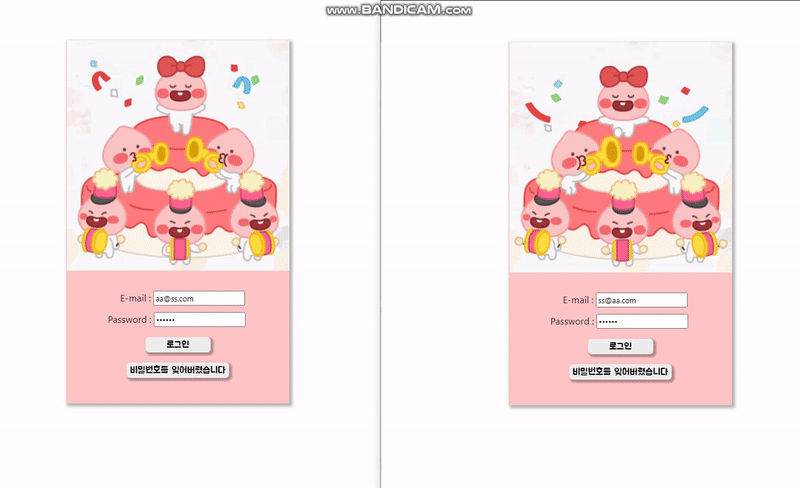 www.BANDICAM.com
E-mail : aa@ss.com
Password : ••••••
로그인
비밀번호를 잊어버렸습니다
E-mail : ss@aa.com
Password : ••••••
로그인
비밀번호를 잊어버렸습니다